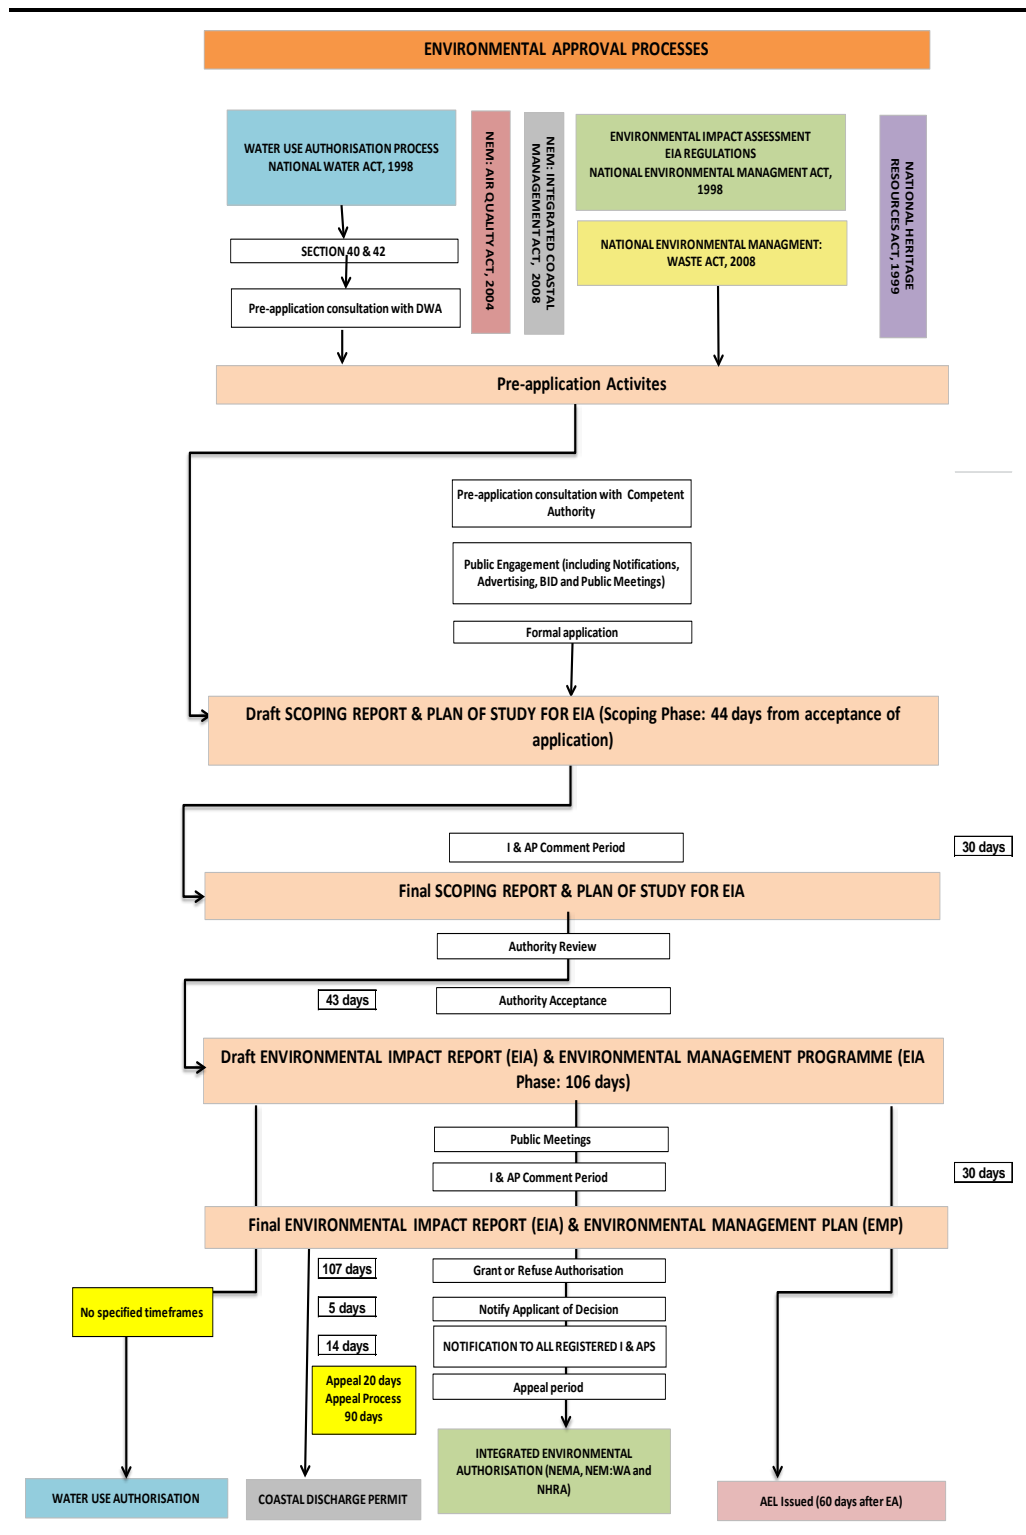 ENVIRONMENTAL APPROVAL PROCESSES
WATER USE AUTHORISATION PROCESS
NATIONAL WATER ACT, 1998
NEM: AIR QUALITY ACT, 2004
NEM: INTEGRATED COASTAL
MANAGEMENT ACT, 2008
ENVIRONMENTAL IMPACT ASSESSMENT
EIA REGULATIONS
NATIONAL ENVIRONMENTAL MANAGMENT ACT,
1998
NATIONAL HERITAGE
RESOURCES ACT, 1999
SECTION 40 & 42
NATIONAL ENVIRONMENTAL MANAGMENT:
WASTE ACT, 2008
Pre-application consultation with DWA
Pre-application Activites
Pre-application consultation with Competent
Authority
Public Engagement (including Notifications,
Advertising, BID and Public Meetings)
Formal application
Draft SCOPING REPORT & PLAN OF STUDY FOR EIA (Scoping Phase: 44 days from acceptance of
application)
I & AP Comment Period
30 days
Final SCOPING REPORT & PLAN OF STUDY FOR EIA
Authority Review
43 days
Authority Acceptance
Draft ENVIRONMENTAL IMPACT REPORT (EIA) & ENVIRONMENTAL MANAGEMENT PROGRAMME (EIA
Phase: 106 days)
Public Meetings
I & AP Comment Period
30 days
Final ENVIRONMENTAL IMPACT REPORT (EIA) & ENVIRONMENTAL MANAGEMENT PLAN (EMP)
107 days
Grant or Refuse Authorisation
No specified timeframes
5 days
Notify Applicant of Decision
14 days
NOTIFICATION TO ALL REGISTERED I & APS
Appeal 20 days
Appeal Process
90 days
Appeal period
INTEGRATED ENVIRONMENTAL
AUTHORISATION (NEMA, NEM:WA and
NHRA)
WATER USE AUTHORISATION
COASTAL DISCHARGE PERMIT
AEL Issued (60 days after EA)